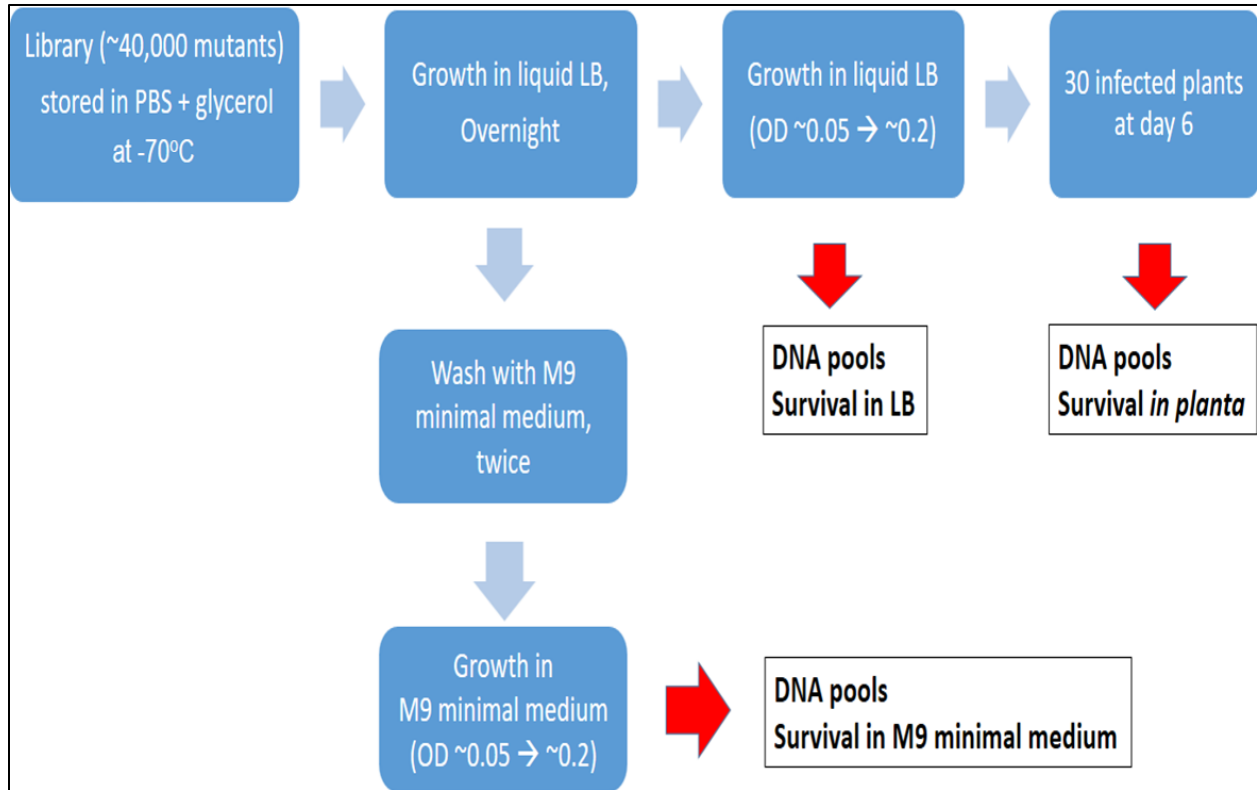 Library (~40,000 mutants)
stored in PBS + glycerol
at -70°C
Growth in liquid LB,
Overnight
Growth in liquid LB
(OD ~0.05 → ~0.2)
30 infected plants
at day 6
Wash with M9
minimal medium,
twice
DNA pools
Survival in LB
DNA pools
Survival in planta
Growth in
M9 minimal medium
(OD ~0.05 → ~0.2)
DNA pools
Survival in M9 minimal medium